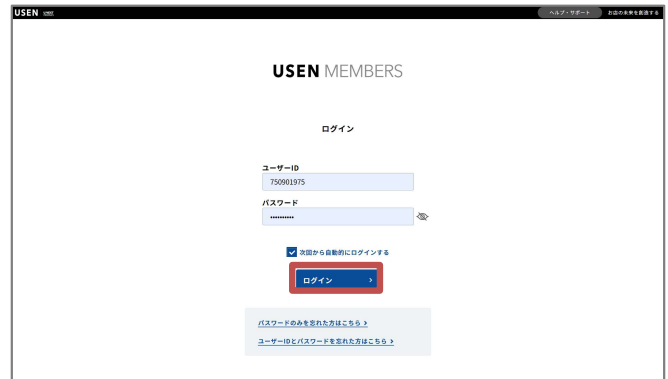 USEN
ヘルプ・サポート
お店の未来を創造する
USEN MEMBERS
ログイン
ユーザーID
750901975
パスワード
••••••••••
次回から自動的にログインする
ログイン >
パスワードのみを忘れた方はこちら >
ユーザーIDとパスワードを忘れた方はこちら >